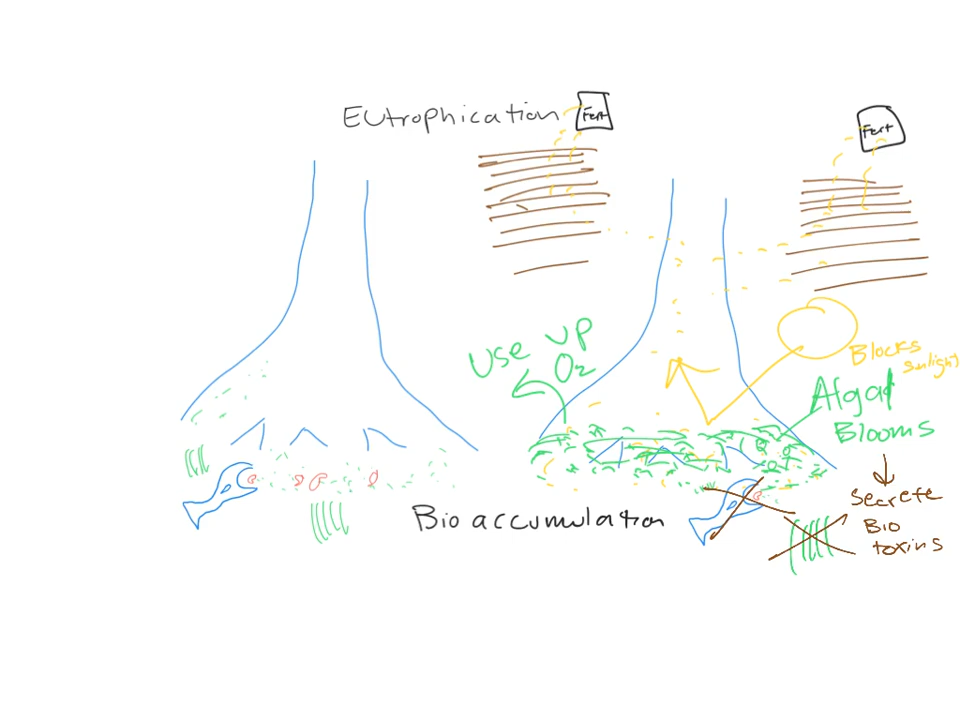 Eutrophication
Fert
Fert
Use up
O2
Blocks
sunlight
Algal
Blooms
Secrete
Bio
toxins
Bio accumulation